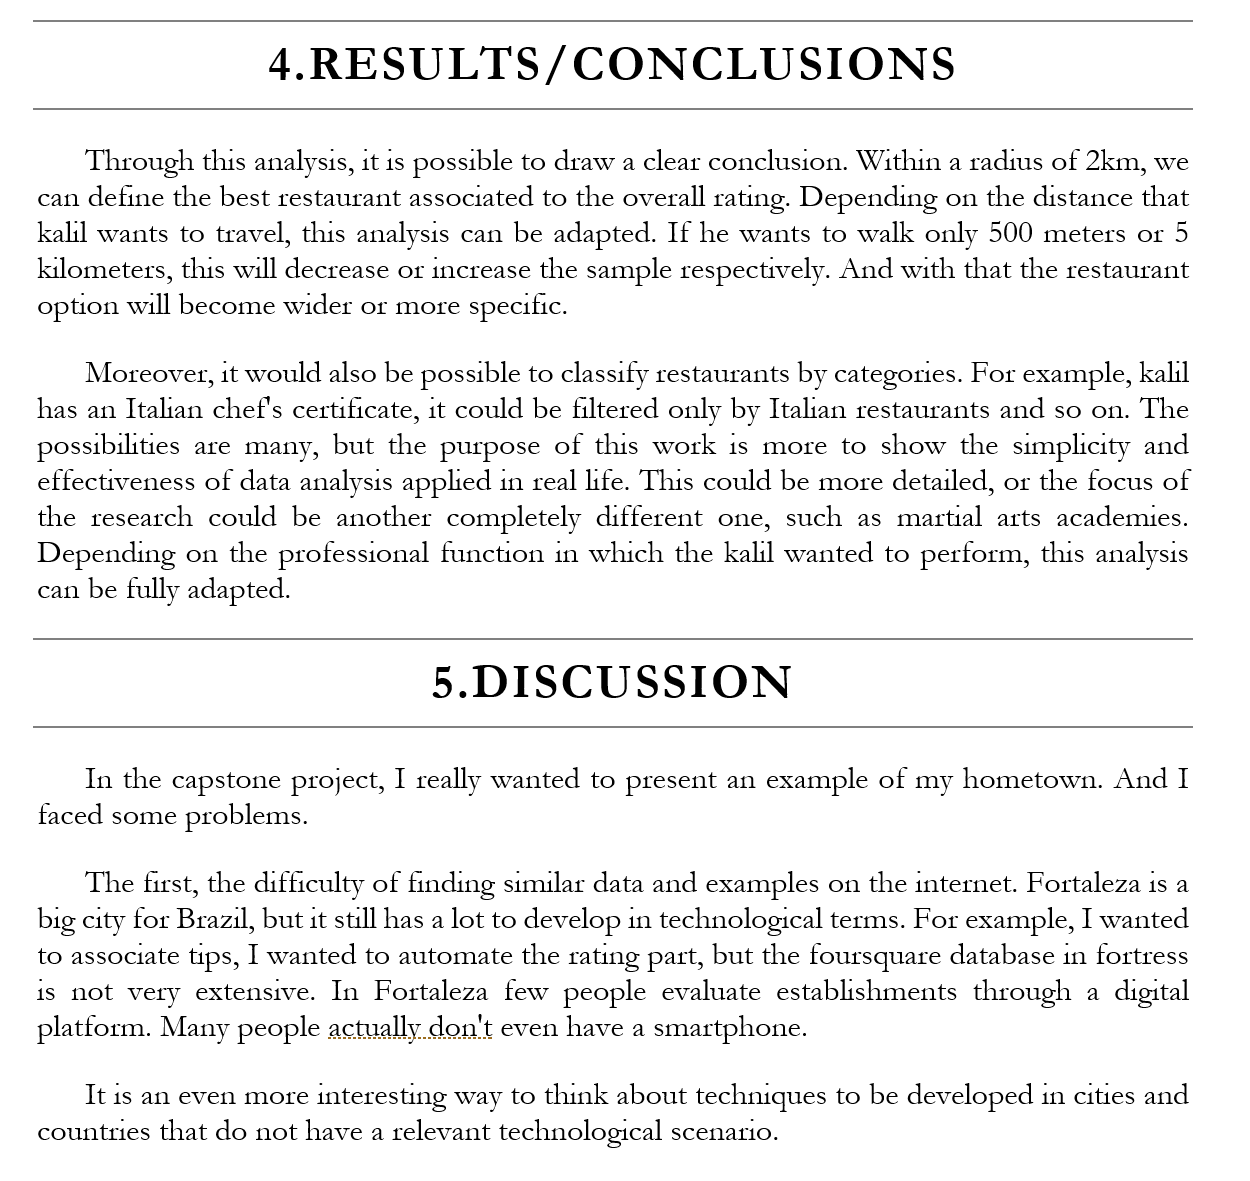 4.RESULTS/CONCLUSIONS
Through this analysis, it is possible to draw a clear conclusion. Within a radius of 2km, we
can define the best restaurant associated to the overall rating. Depending on the distance that
kalil wants to travel, this analysis can be adapted. If he wants to walk only 500 meters or 5
kilometers, this will decrease or increase the sample respectively. And with that the restaurant
option will become wider or more specific.
Moreover, it would also be possible to classify restaurants by categories. For example, kalil
has an Italian chef's certificate, it could be filtered only by Italian restaurants and so on. The
possibilities are many, but the purpose of this work is more to show the simplicity and
effectiveness of data analysis applied in real life. This could be more detailed, or the focus of
the research could be another completely different one, such as martial arts academies.
Depending on the professional function in which the kalil wanted to perform, this analysis
can be fully adapted.
5.DISCUSSION
In the capstone project, I really wanted to present an example of my hometown. And I
faced some problems.
The first, the difficulty of finding similar data and examples on the internet. Fortaleza is a
big city for Brazil, but it still has a lot to develop in technological terms. For example, I wanted
to associate tips, I wanted to automate the rating part, but the foursquare database in fortress
is not very extensive. In Fortaleza few people evaluate establishments through a digital
platform. Many people actually don't even have a smartphone.
It is an even more interesting way to think about techniques to be developed in cities and
countries that do not have a relevant technological scenario.